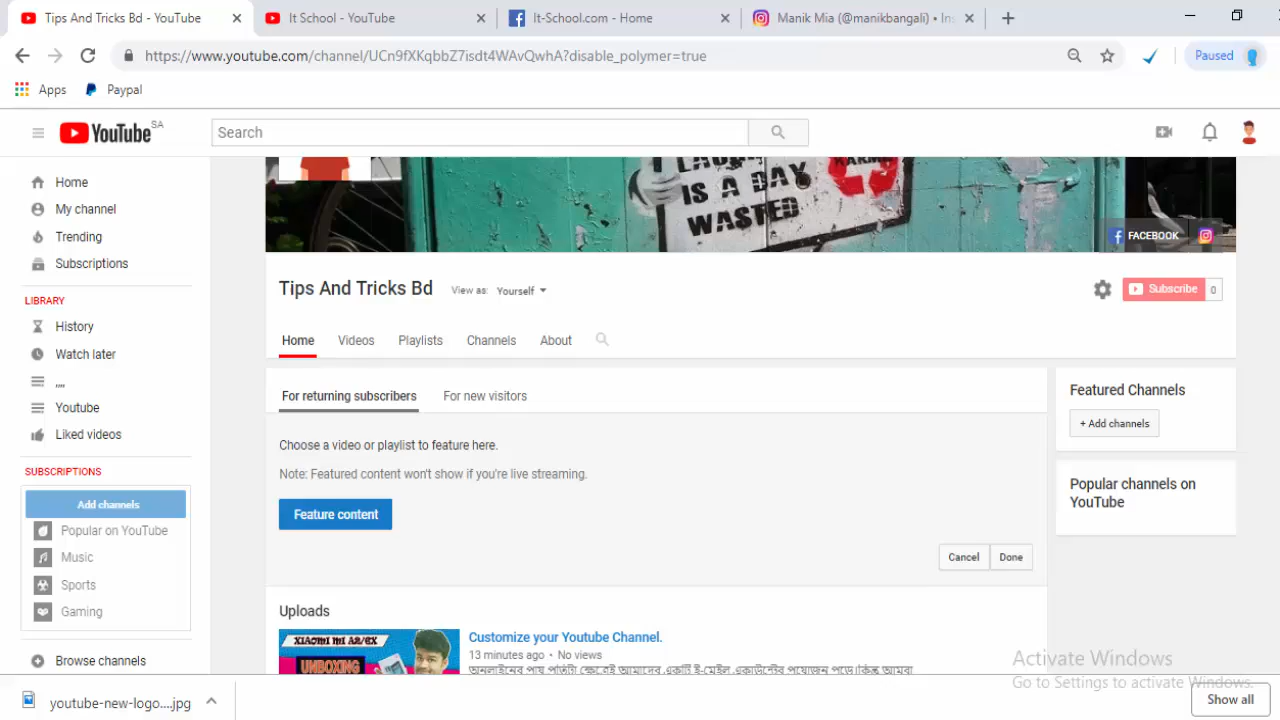 Tips And Tricks Bd - YouTube
It School - YouTube
It-School.com - Home
Manik Mia (@manikbangali) • Ins
https://www.youtube.com/channel/UCn9fXKqbbZ7isdt4WAvQwhA?disable_polymer=true
Paused
Apps
Paypal
YouTube SA
Search
IS A DAY
WASTED
FACEBOOK
Home
My channel
Trending
Subscriptions
LIBRARY
History
Watch later
,,,,
Youtube
Liked videos
SUBSCRIPTIONS
Add channels
Popular on YouTube
Music
Sports
Gaming
Browse channels
Tips And Tricks Bd
View as: Yourself
Subscribe 0
Home Videos Playlists Channels About
For returning subscribers For new visitors
Choose a video or playlist to feature here.
Note: Featured content won't show if you're live streaming.
Feature content
Cancel Done
Uploads
XIAOMI MI A2/6X
UNBOXING
Customize your Youtube Channel.
13 minutes ago • No views
Featured Channels
+ Add channels
Popular channels on
YouTube
Activate Windows
Go to Settings to activate Windows.
youtube-new-logo....jpg
Show all